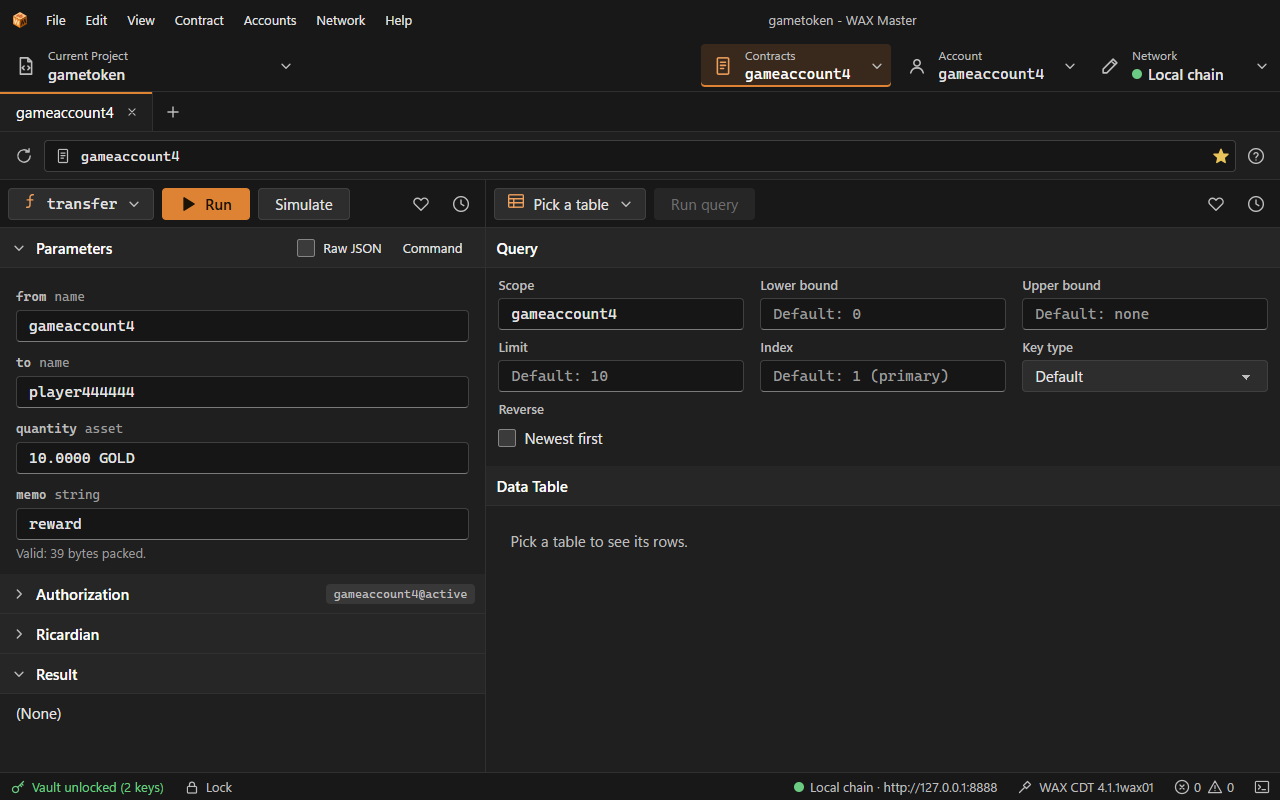 File Edit View Contract Accounts Network Help
gametoken - WAX Master
Current Project
gametoken
Contracts
gameaccount4
Account
gameaccount4
Network
Local chain
gameaccount4
gameaccount4
transfer
Run
Simulate
Pick a table
Run query
Parameters
Raw JSON
Command
from name
gameaccount4
to name
player444444
quantity asset
10.0000 GOLD
memo string
reward
Valid: 39 bytes packed.
Authorization
gameaccount4@active
Ricardian
Result
(None)
Query
Scope
gameaccount4
Lower bound
Default: 0
Upper bound
Default: none
Limit
Default: 10
Index
Default: 1 (primary)
Key type
Default
Reverse
Newest first
Data Table
Pick a table to see its rows.
Vault unlocked (2 keys)
Lock
Local chain · http://127.0.0.1:8888
WAX CDT 4.1.1wax01
0
0